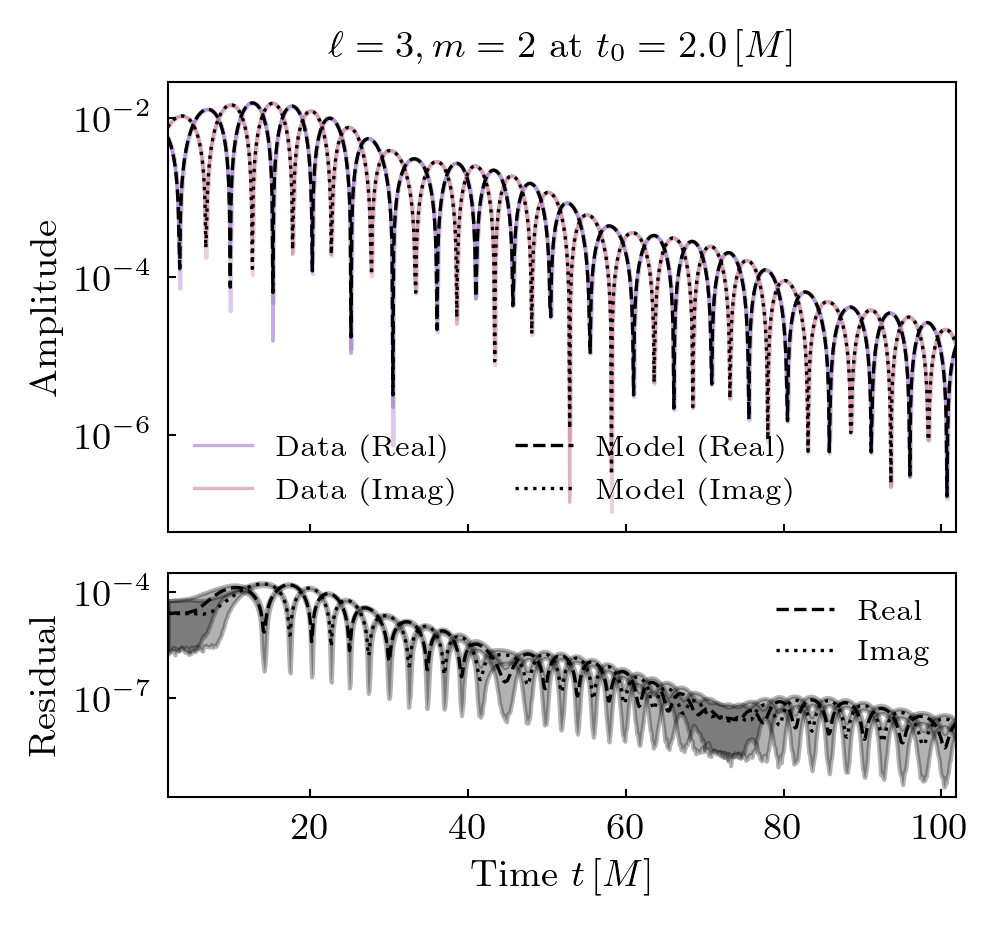 ℓ = 3, m = 2 at t₀ = 2.0 [M]
10⁻²
10⁻⁴
10⁻⁶
Amplitude
Data (Real)
Data (Imag)
Model (Real)
Model (Imag)
10⁻⁴
10⁻⁷
Residual
Real
Imag
20 40 60 80 100
Time t [M]